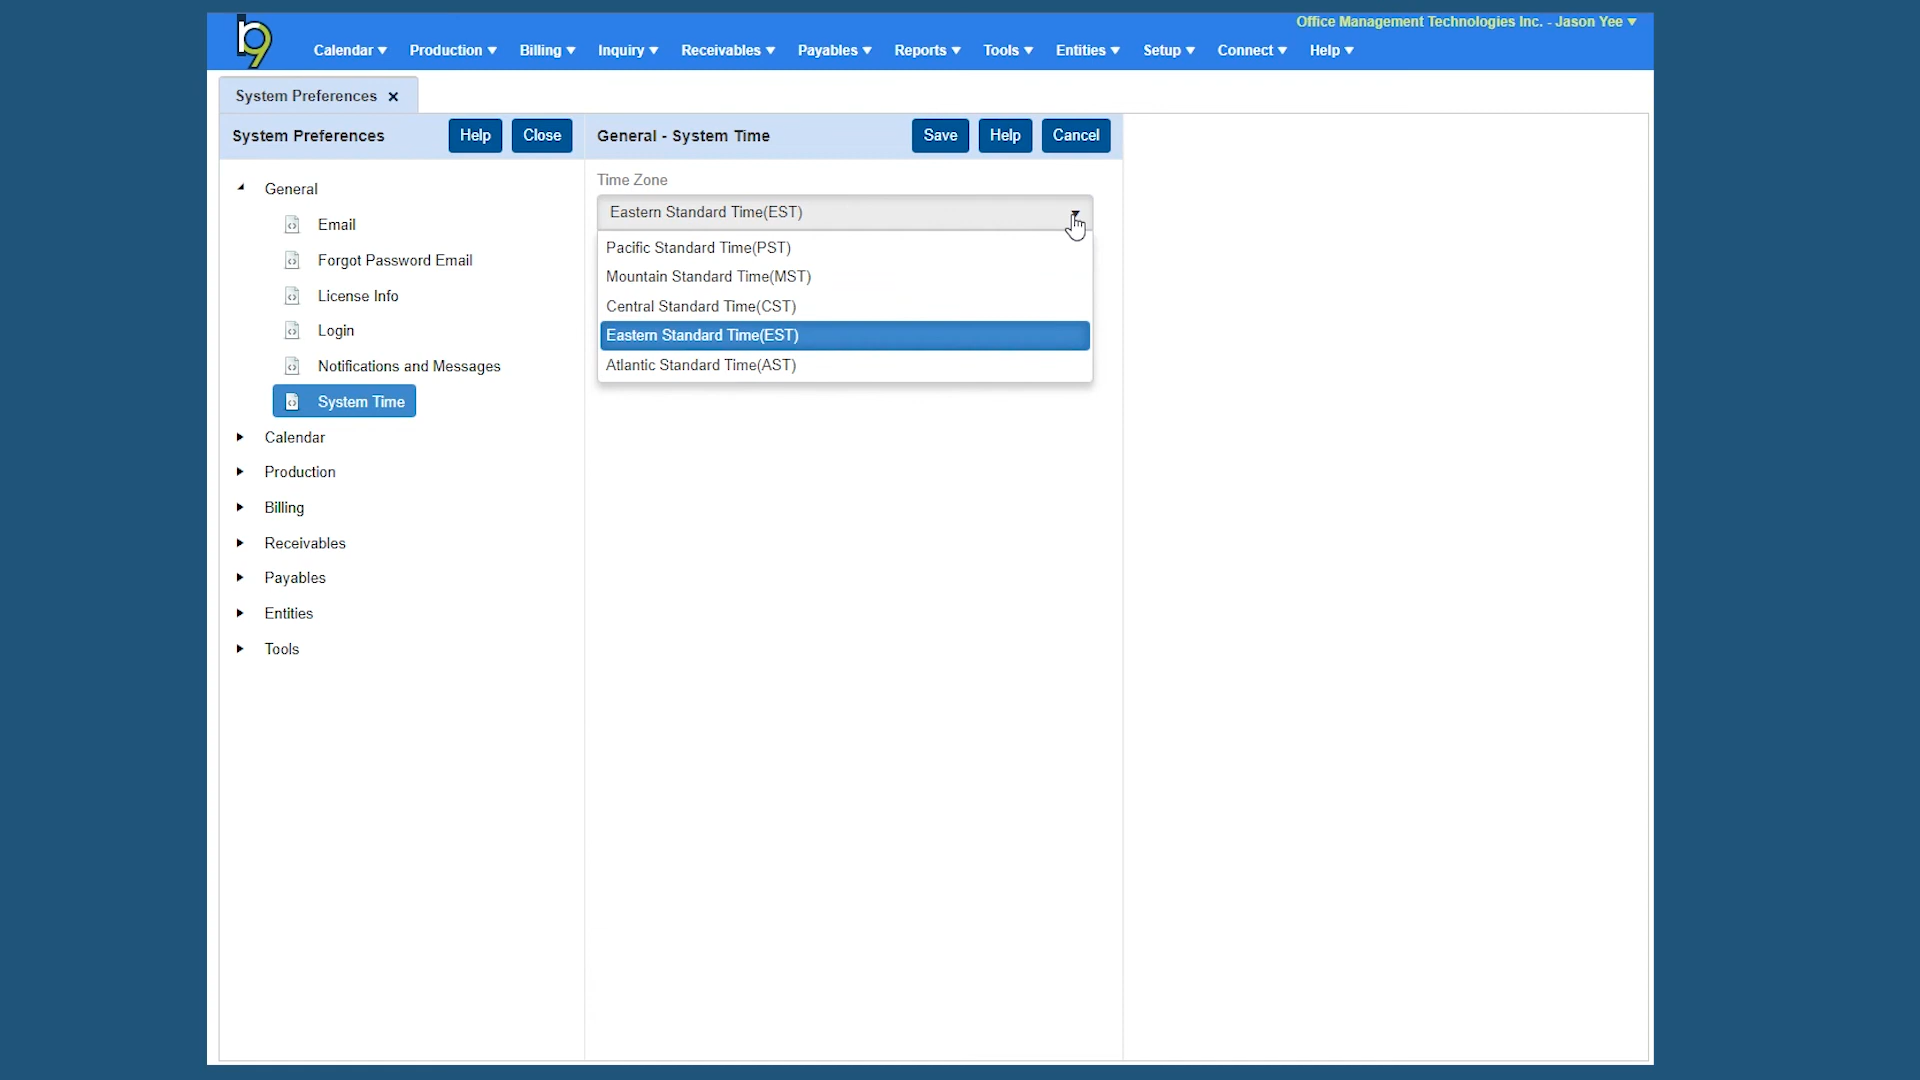 b9
Office Management Technologies Inc. - Jason Yee
Calendar Production Billing Inquiry Receivables Payables Reports Tools Entities Setup Connect Help
System Preferences
System Preferences Help Close
General - System Time Save Help Cancel
General
Email
Forgot Password Email
License Info
Login
Notifications and Messages
System Time
Calendar
Production
Billing
Receivables
Payables
Entities
Tools
Time Zone
Eastern Standard Time(EST)
Pacific Standard Time(PST)
Mountain Standard Time(MST)
Central Standard Time(CST)
Eastern Standard Time(EST)
Atlantic Standard Time(AST)